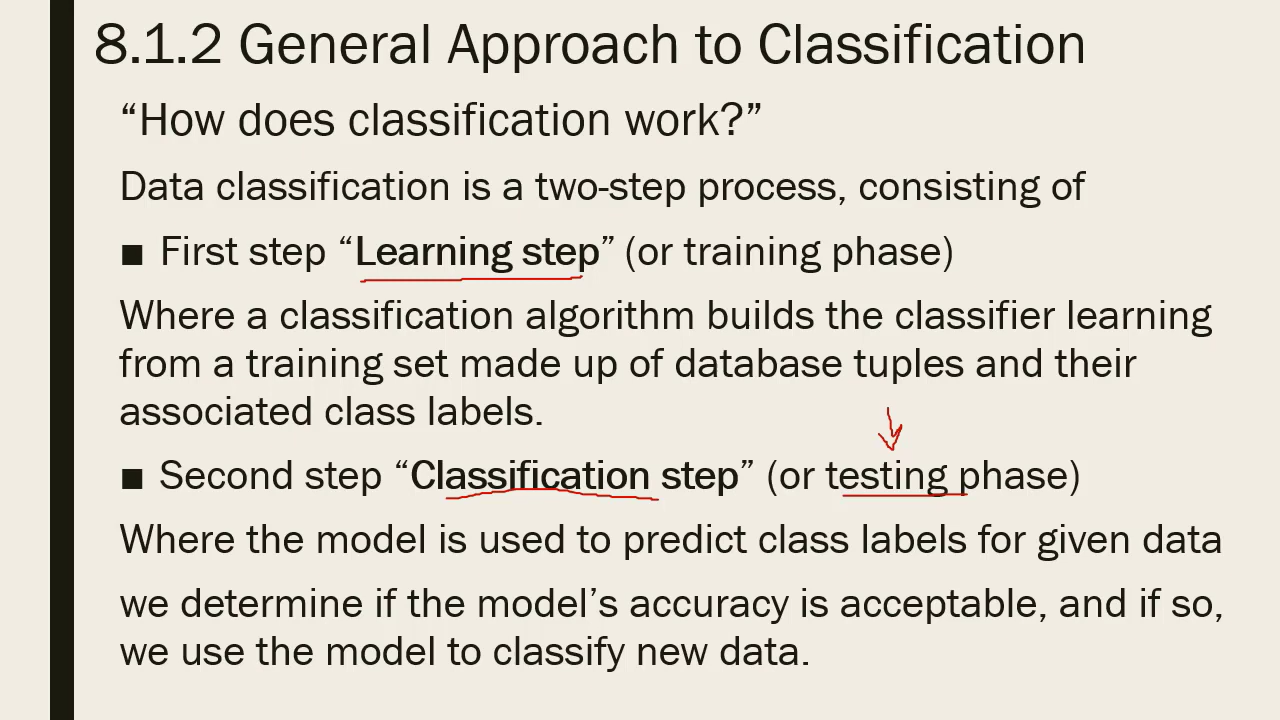 8.1.2 General Approach to Classification
“How does classification work?”
Data classification is a two-step process, consisting of
■ First step “Learning step” (or training phase)
Where a classification algorithm builds the classifier learning
from a training set made up of database tuples and their
associated class labels.
■ Second step “Classification step” (or testing phase)
Where the model is used to predict class labels for given data
we determine if the model’s accuracy is acceptable, and if so,
we use the model to classify new data.